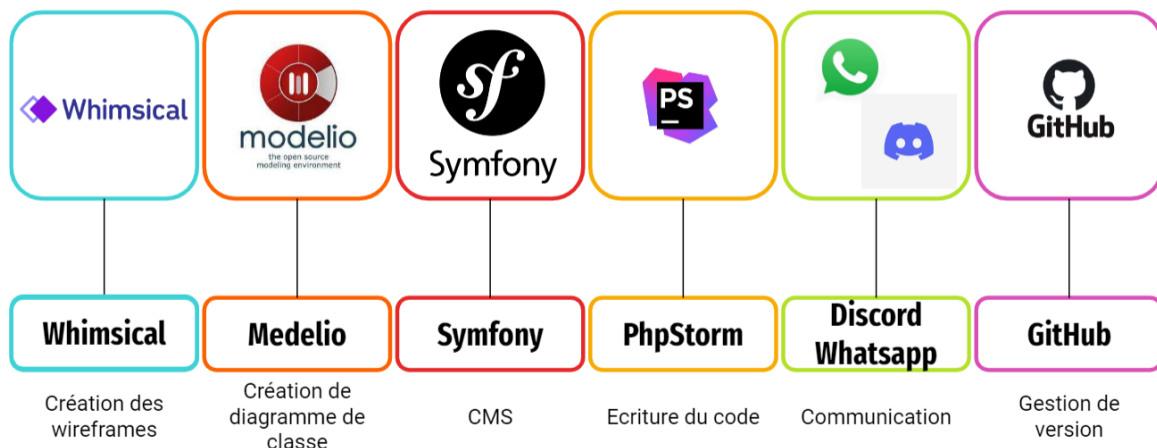 Whimsical
modelio
the open source
modeling environment
sf
Symfony
PS
GitHub
Whimsical
Medelio
Symfony
PhpStorm
Discord
Whatsapp
GitHub
Création des
wireframes
Création de
diagramme de
classe
CMS
Ecriture du code
Communication
Gestion de
version